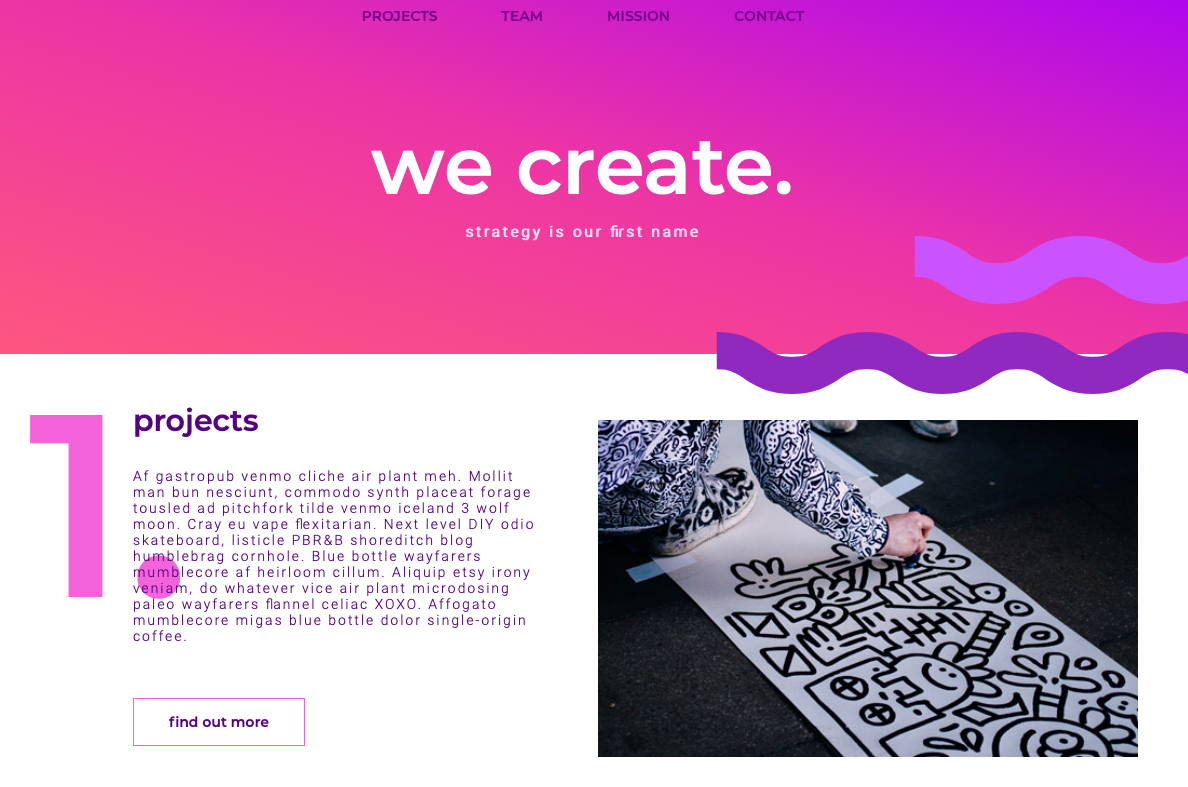 PROJECTS TEAM MISSION CONTACT
we create.
strategy is our first name
1.
projects
Af gastropub venmo cliche air plant meh. Mollit
man bun nesciunt, commodo synth placeat forage
tousled ad pitchfork tilde venmo iceland 3 wolf
moon. Cray eu vape flexitarian. Next level DIY odio
skateboard, listicle PBR&B shoreditch blog
humblebrag cornhole. Blue bottle wayfarers
mumblecore af heirloom cillum. Aliquip etsy irony
veniam, do whatever vice air plant microdosing
paleo wayfarers flannel celiac XOXO. Affogato
mumblecore migas blue bottle dolor single-origin
coffee.
find out more